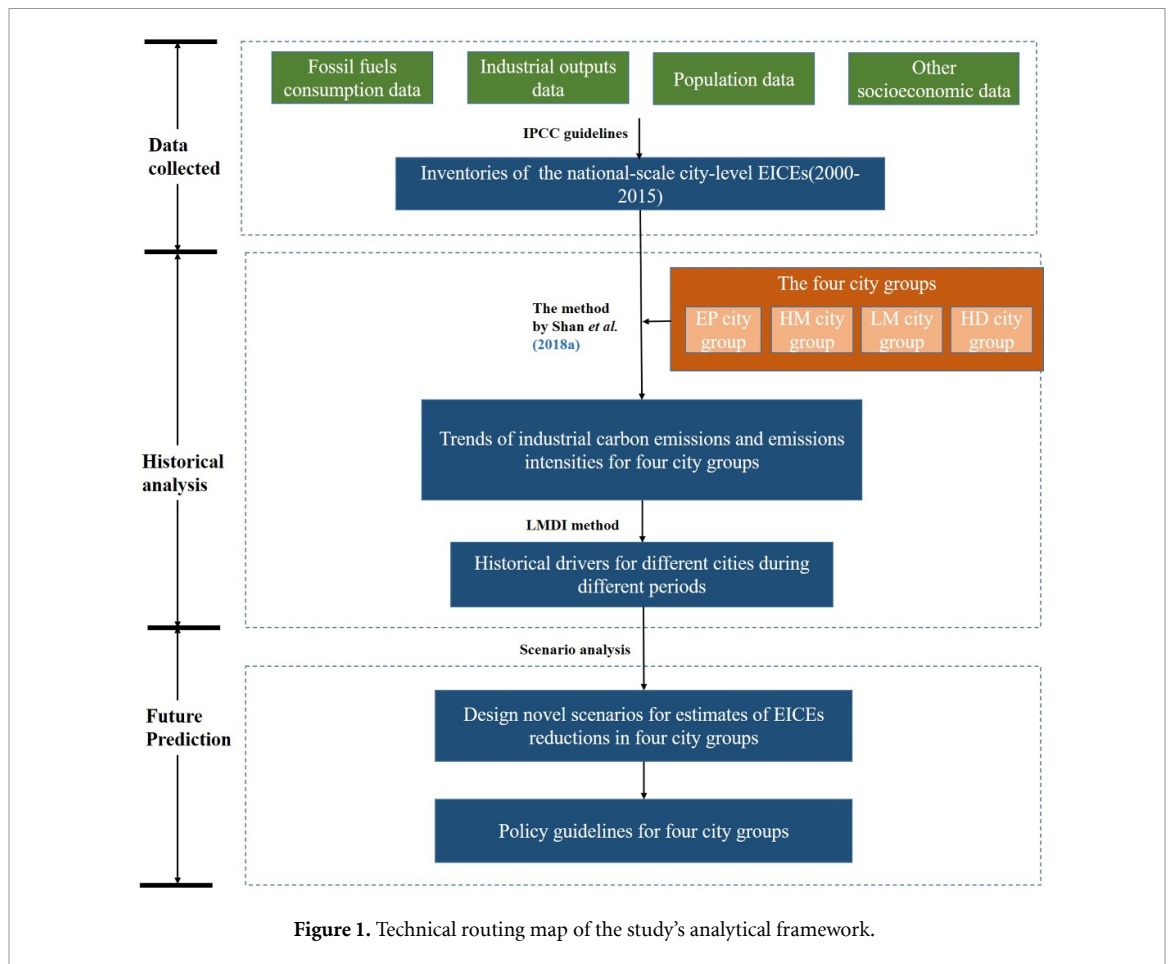 Fossil fuels
consumption data
Industrial outputs
data
Population data
Other
socioeconomic data
IPCC guidelines
Data
collected
Inventories of the national-scale city-level EICEs(2000-
2015)
The four city groups
The method
by Shan et al.
(2018a)
EP city
group
HM city
group
LM city
group
HD city
group
Trends of industrial carbon emissions and emissions
intensities for four city groups
Historical
analysis
LMDI method
Historical drivers for different cities during
different periods
Scenario analysis
Future
Prediction
Design novel scenarios for estimates of EICEs
reductions in four city groups
Policy guidelines for four city groups
Figure 1. Technical routing map of the study's analytical framework.